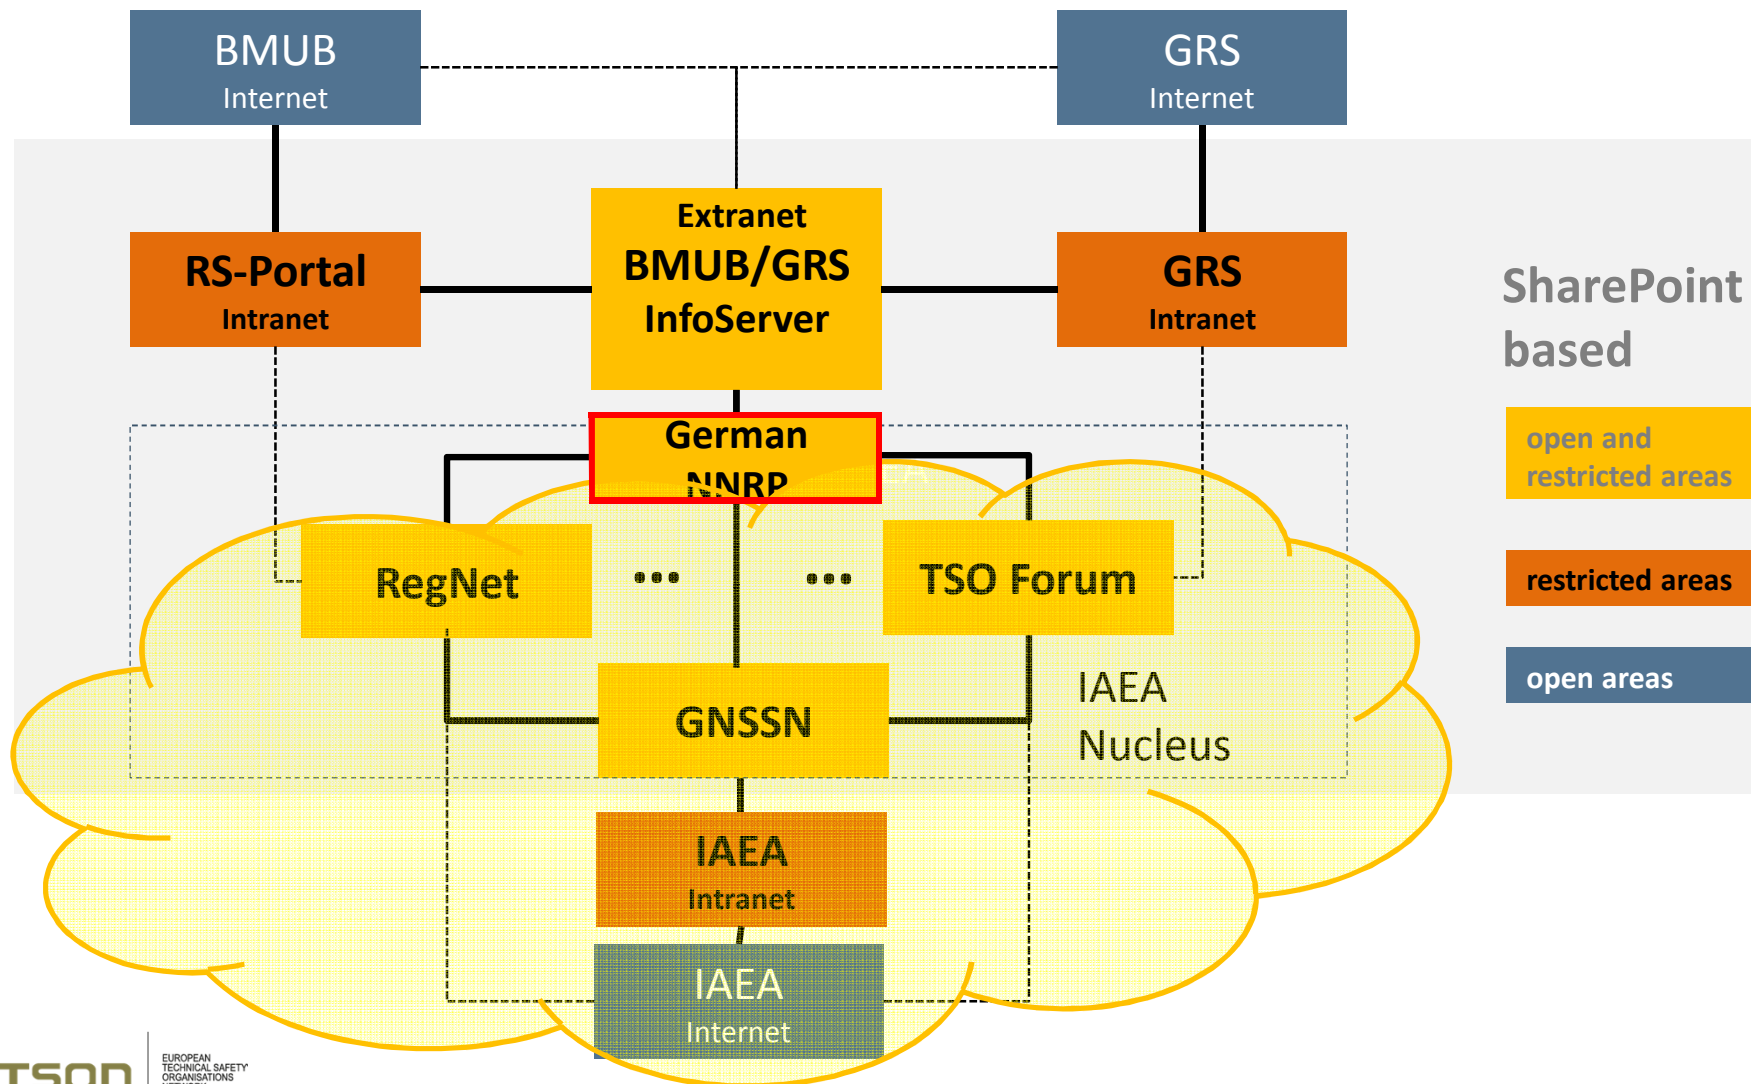 BMUB
Internet
GRS
Internet
Extranet
BMUB/GRS
InfoServer
RS-Portal
Intranet
GRS
Intranet
SharePoint
based
German
NNRP
open and
restricted areas
RegNet
...
...
TSO Forum
restricted areas
GNSSN
IAEA
Nucleus
open areas
IAEA
Intranet
IAEA
Internet
TSON
EUROPEAN
TECHNICAL SAFETY
ORGANISATIONS
NETWORK